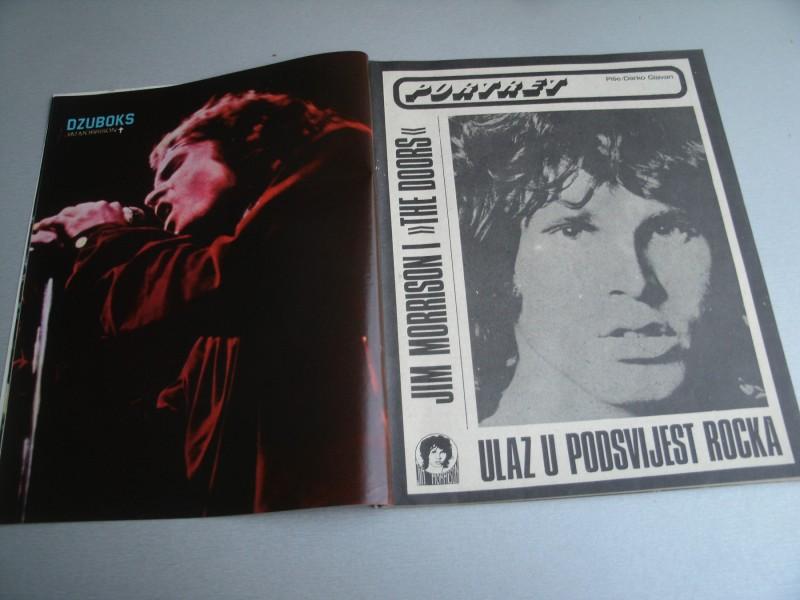 DZUBOKS
JIM MORRISON
PORTRET
Piše: Darko Glavan
JIM MORRISON I »THE DOORS«
ULAZ U PODSVIJEST ROCKA